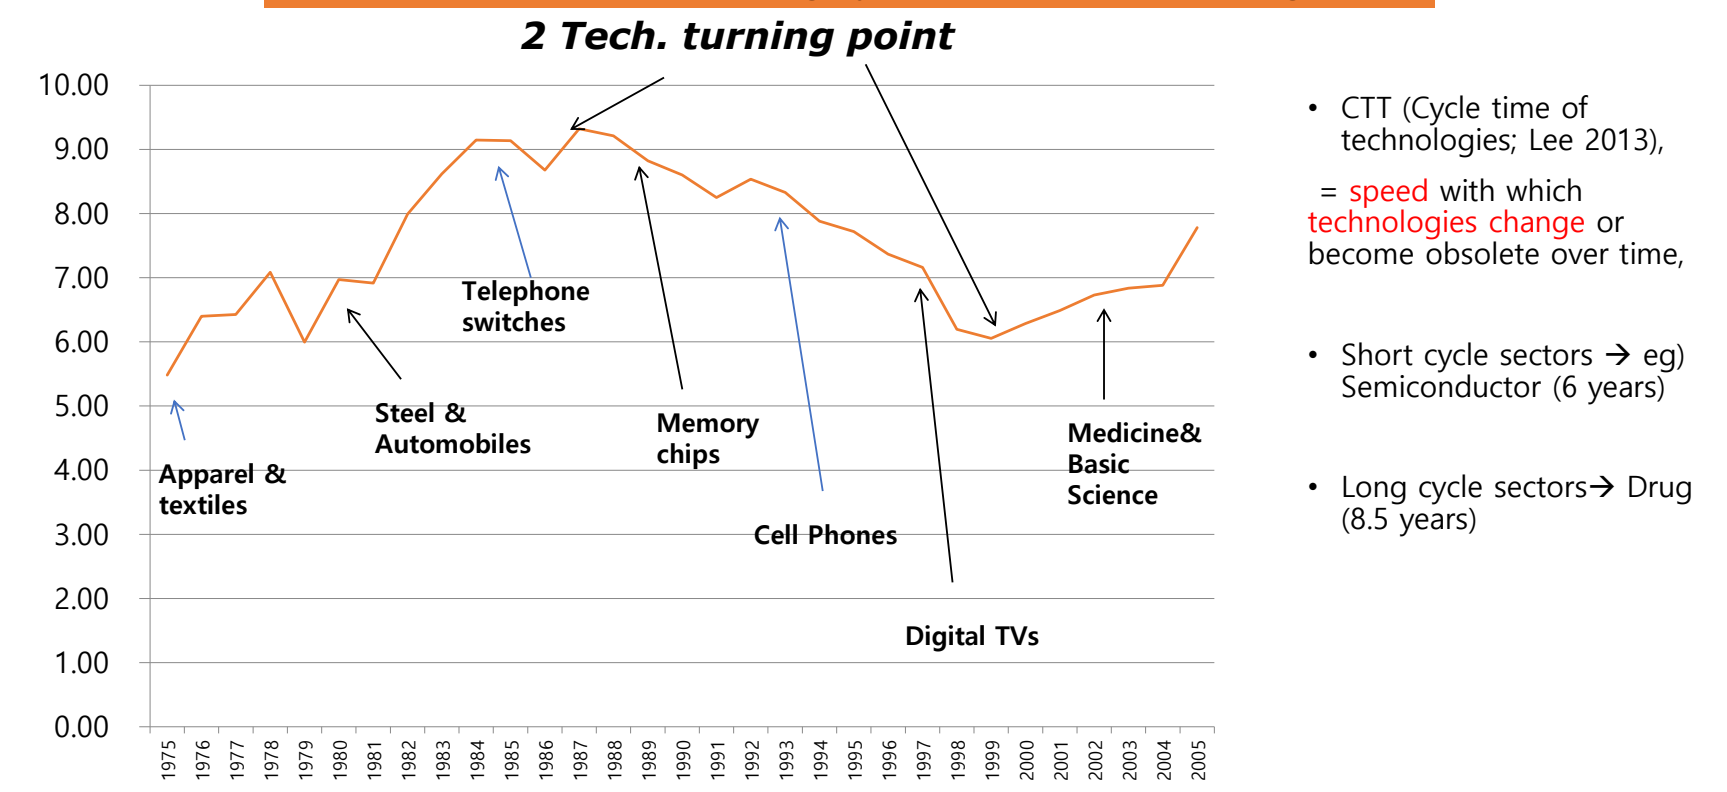 2 Tech. turning point
10.00
9.00
8.00
7.00
6.00
5.00
4.00
3.00
2.00
1.00
0.00
Telephone
switches
Steel &
Automobiles
Apparel &
textiles
Memory
chips
Cell Phones
Digital TVs
Medicine&
Basic
Science
1975
1976
1977
1978
1979
1980
1981
1982
1983
1984
1985
1986
1987
1988
1989
1990
1991
1992
1993
1994
1995
1996
1997
1998
1999
2000
2001
2002
2003
2004
2005
• CTT (Cycle time of
technologies; Lee 2013),
= speed with which
technologies change or
become obsolete over time,
• Short cycle sectors → eg)
Semiconductor (6 years)
• Long cycle sectors→ Drug
(8.5 years)